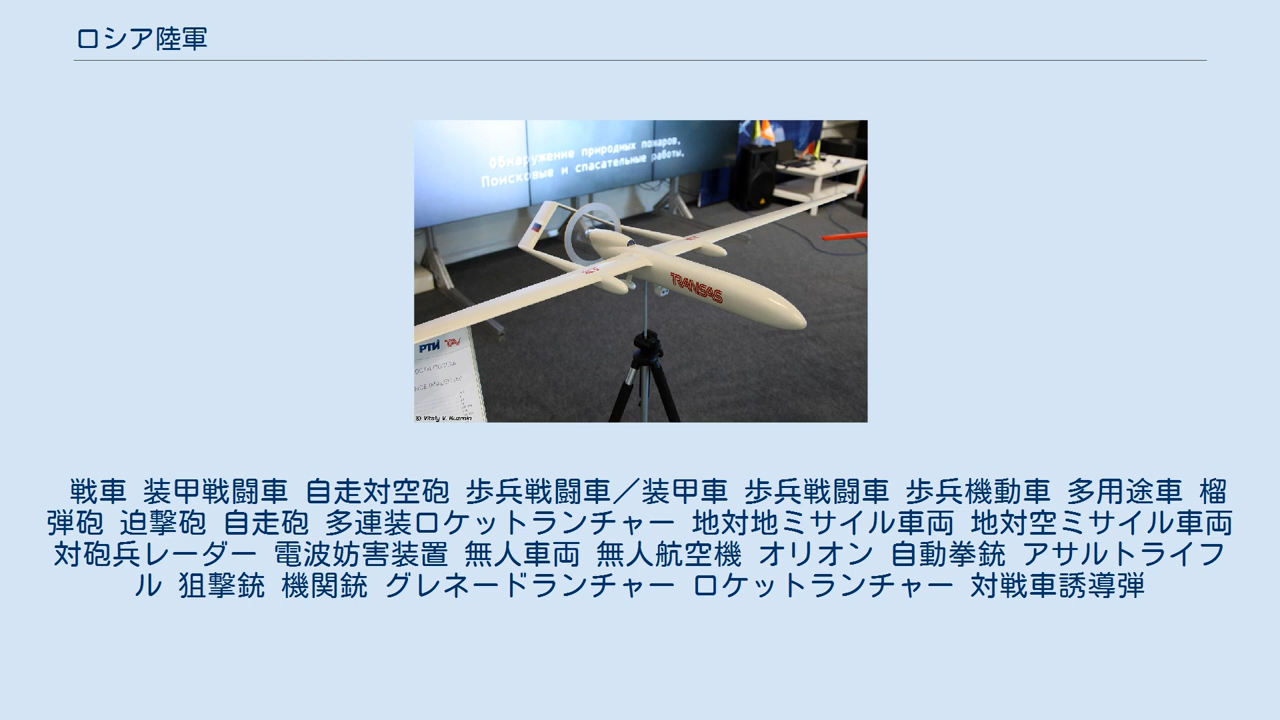 ロシア陸軍
Обнаружение природных пожаров,
Поисковые и спасательные работы,
TRANSAS
РТИ
© Vitaly V. Kuzmin
戦車 装甲戦闘車 自走対空砲 歩兵戦闘車／装甲車 歩兵戦闘車 歩兵機動車 多用途車 榴
弾砲 迫撃砲 自走砲 多連装ロケットランチャー 地対地ミサイル車両 地対空ミサイル車両
対砲兵レーダー 電波妨害装置 無人車両 無人航空機 オリオン 自動拳銃 アサルトライフ
ル 狙撃銃 機関銃 グレネードランチャー ロケットランチャー 対戦車誘導弾